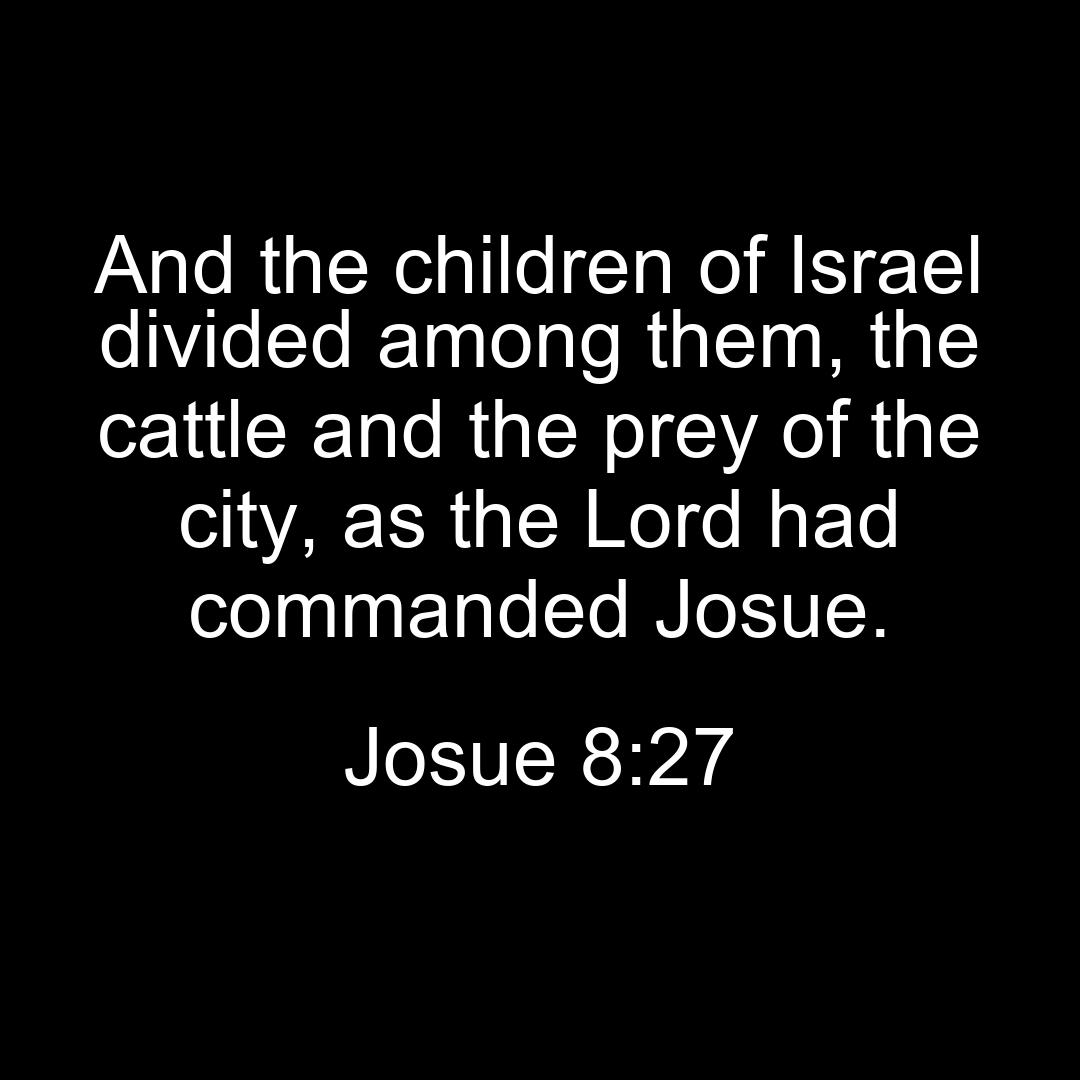 And the children of Israel
divided among them, the
cattle and the prey of the
city, as the Lord had
commanded Josue.
Josue 8:27